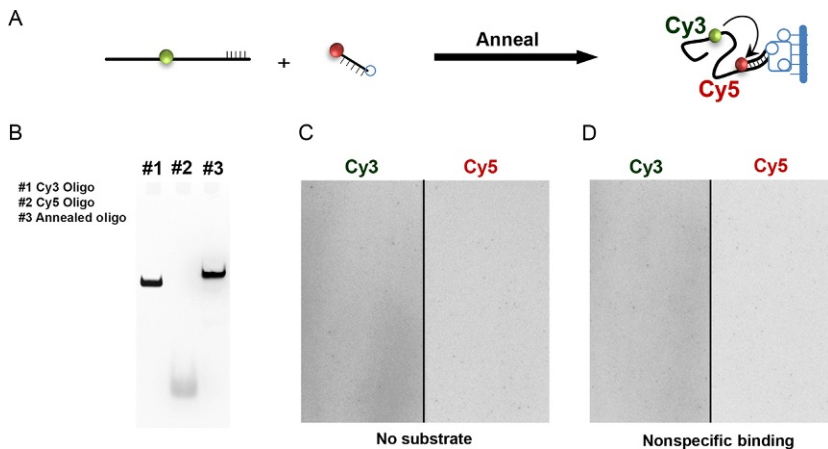 A
Anneal
+
Cy3
Cy5
B
#1 #2 #3
#1 Cy3 Oligo
#2 Cy5 Oligo
#3 Annealed oligo
C
Cy3 Cy5
No substrate
D
Cy3 Cy5
Nonspecific binding